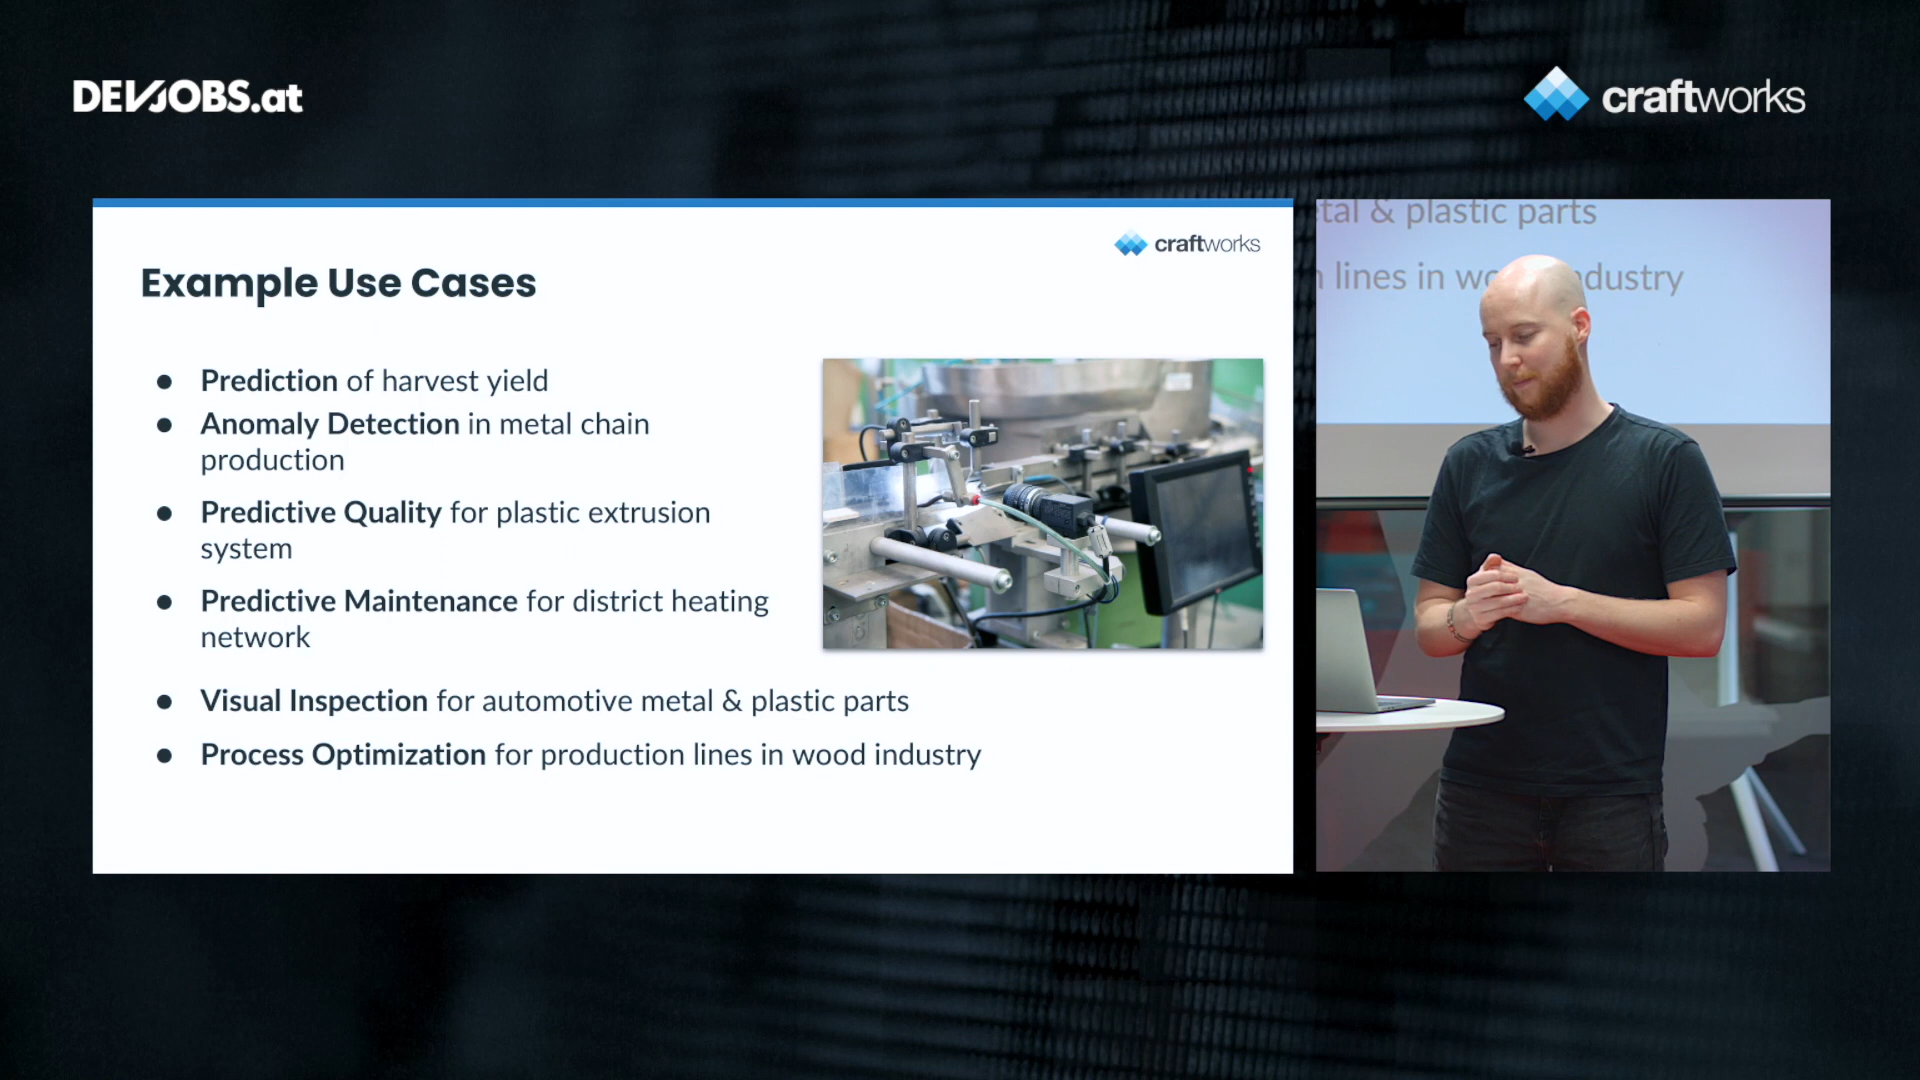 DEVJOBS.at
craftworks
craftworks
Example Use Cases
● Prediction of harvest yield
● Anomaly Detection in metal chain
production
● Predictive Quality for plastic extrusion
system
● Predictive Maintenance for district heating
network
● Visual Inspection for automotive metal & plastic parts
● Process Optimization for production lines in wood industry
& plastic parts
lines in